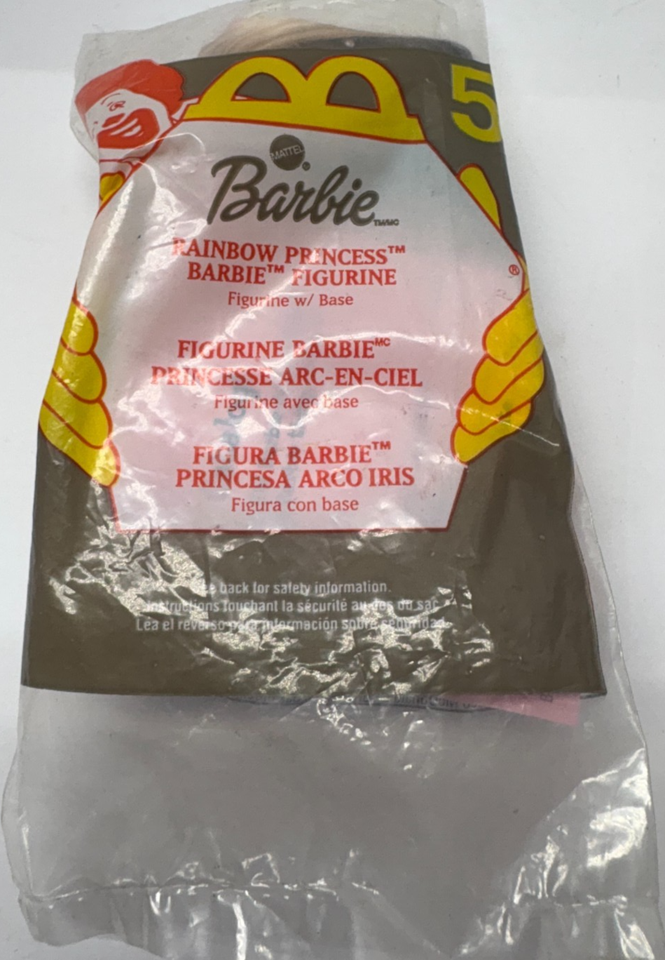 5
MATTEL
Barbie™/MC
RAINBOW PRINCESS™
BARBIE™ FIGURINE
®
Figurine w/ Base
FIGURINE BARBIE MC
PRINCESSE ARC-EN-CIEL
Figurine avec base
FIGURA BARBIE™
PRINCESA ARCO IRIS
Figura con base
back for safety information.
Instructions touchant la sécurité au dos du sac.
Lea el reverso para información sobre seguridad.